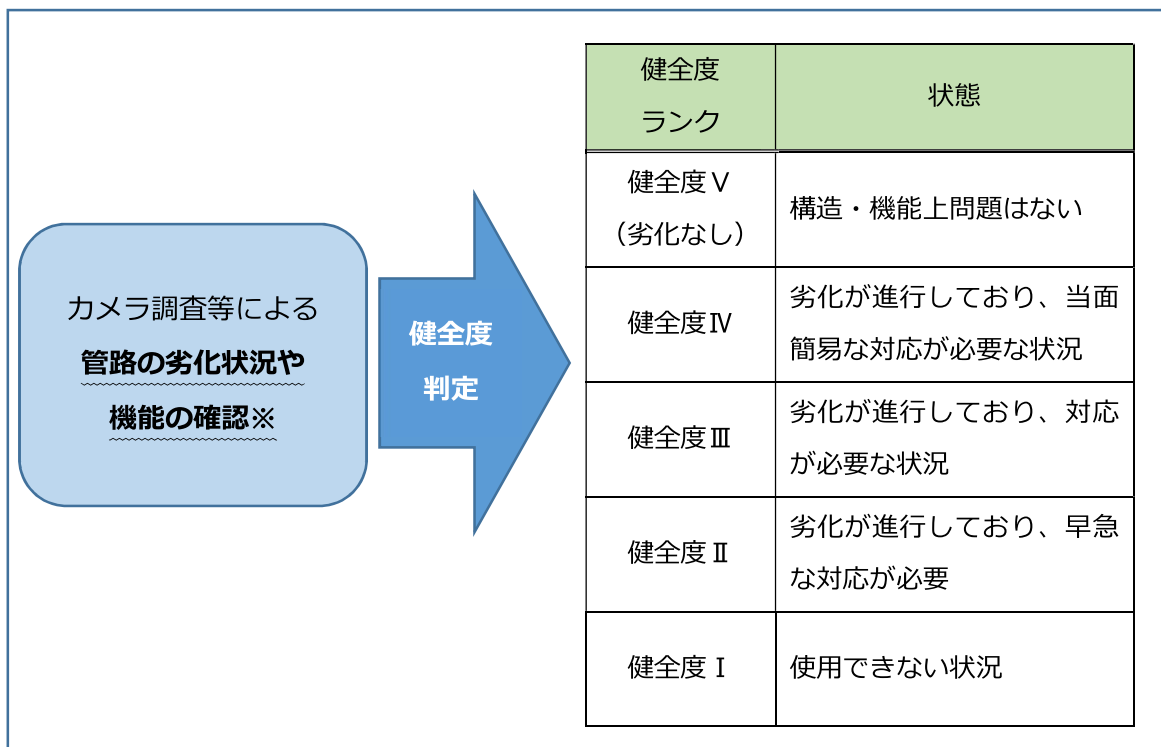 カメラ調査等による
管路の劣化状況や
機能の確認※
健全度
判定
健全度
ランク
状態
健全度Ⅴ
（劣化なし）
構造・機能上問題はない
健全度Ⅳ
劣化が進行しており、当面
簡易な対応が必要な状況
健全度Ⅲ
劣化が進行しており、対応
が必要な状況
健全度Ⅱ
劣化が進行しており、早急
な対応が必要
健全度Ⅰ
使用できない状況